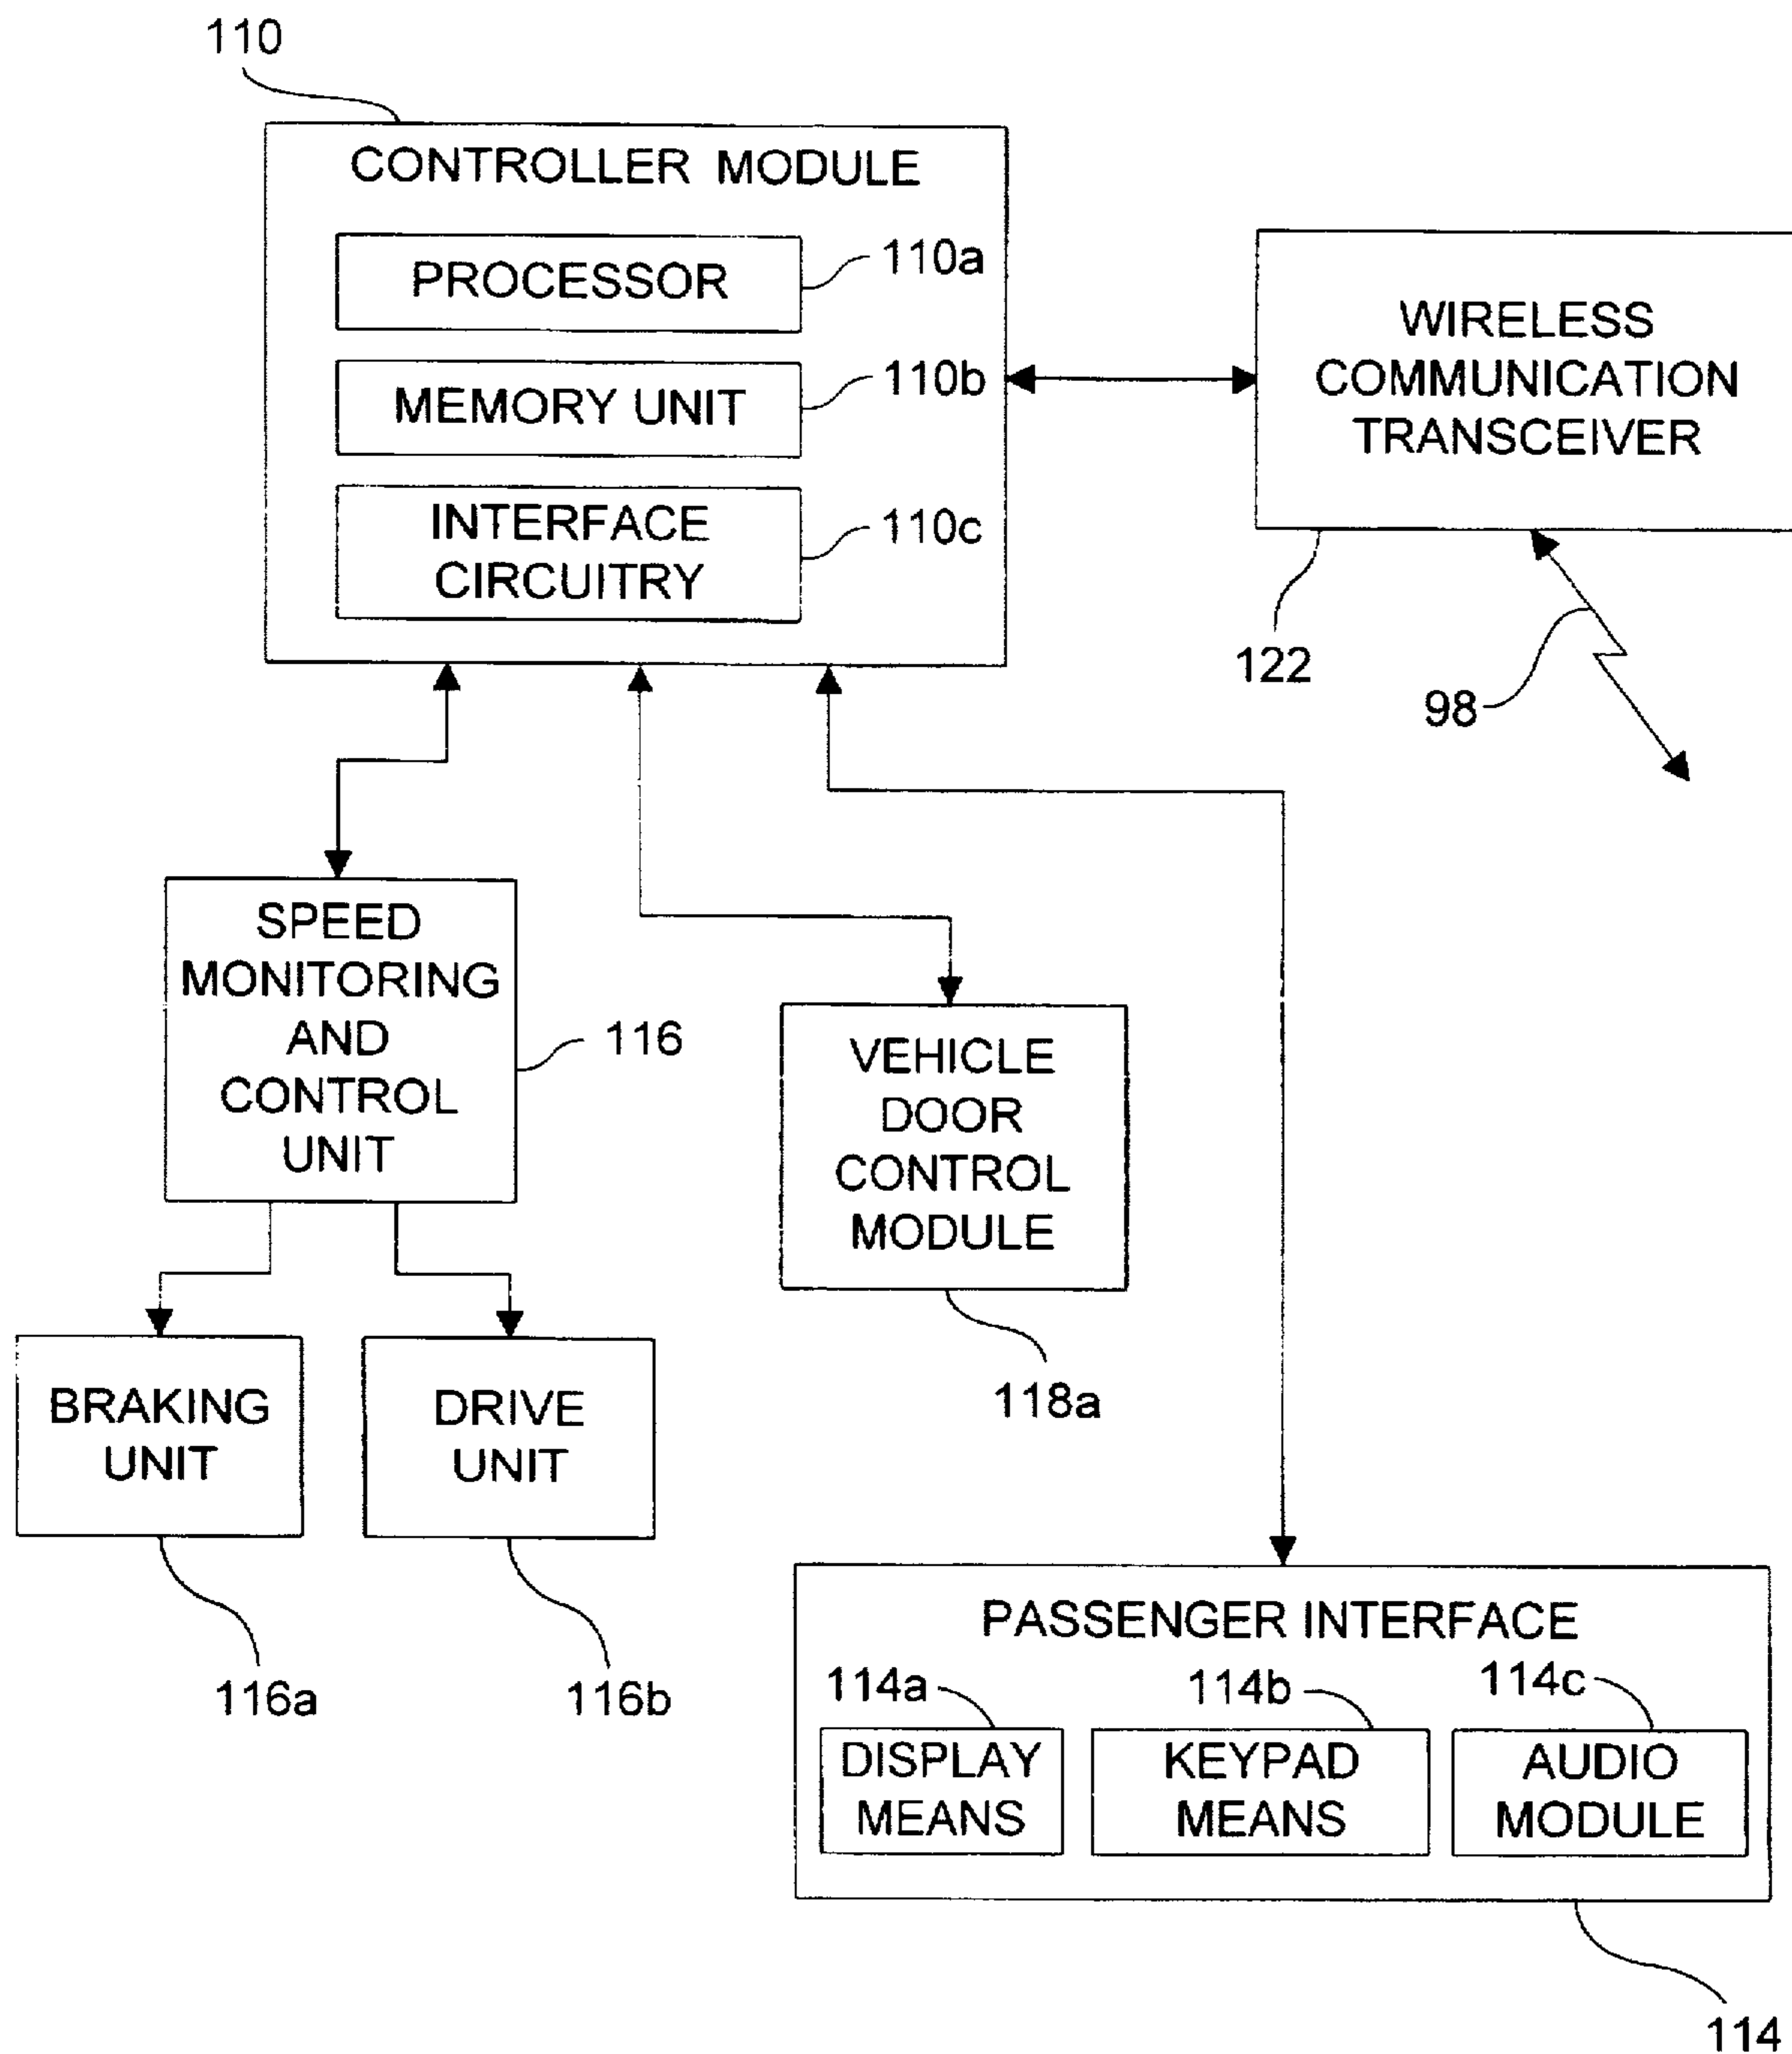 110
CONTROLLER MODULE
PROCESSOR
110a
MEMORY UNIT
110b
INTERFACE
CIRCUITRY
110c
WIRELESS
COMMUNICATION
TRANSCEIVER
122
98
SPEED
MONITORING
AND
CONTROL
UNIT
116
VEHICLE
DOOR
CONTROL
MODULE
118a
BRAKING
UNIT
116a
DRIVE
UNIT
116b
PASSENGER INTERFACE
114a
114b
114c
DISPLAY
MEANS
KEYPAD
MEANS
AUDIO
MODULE
114